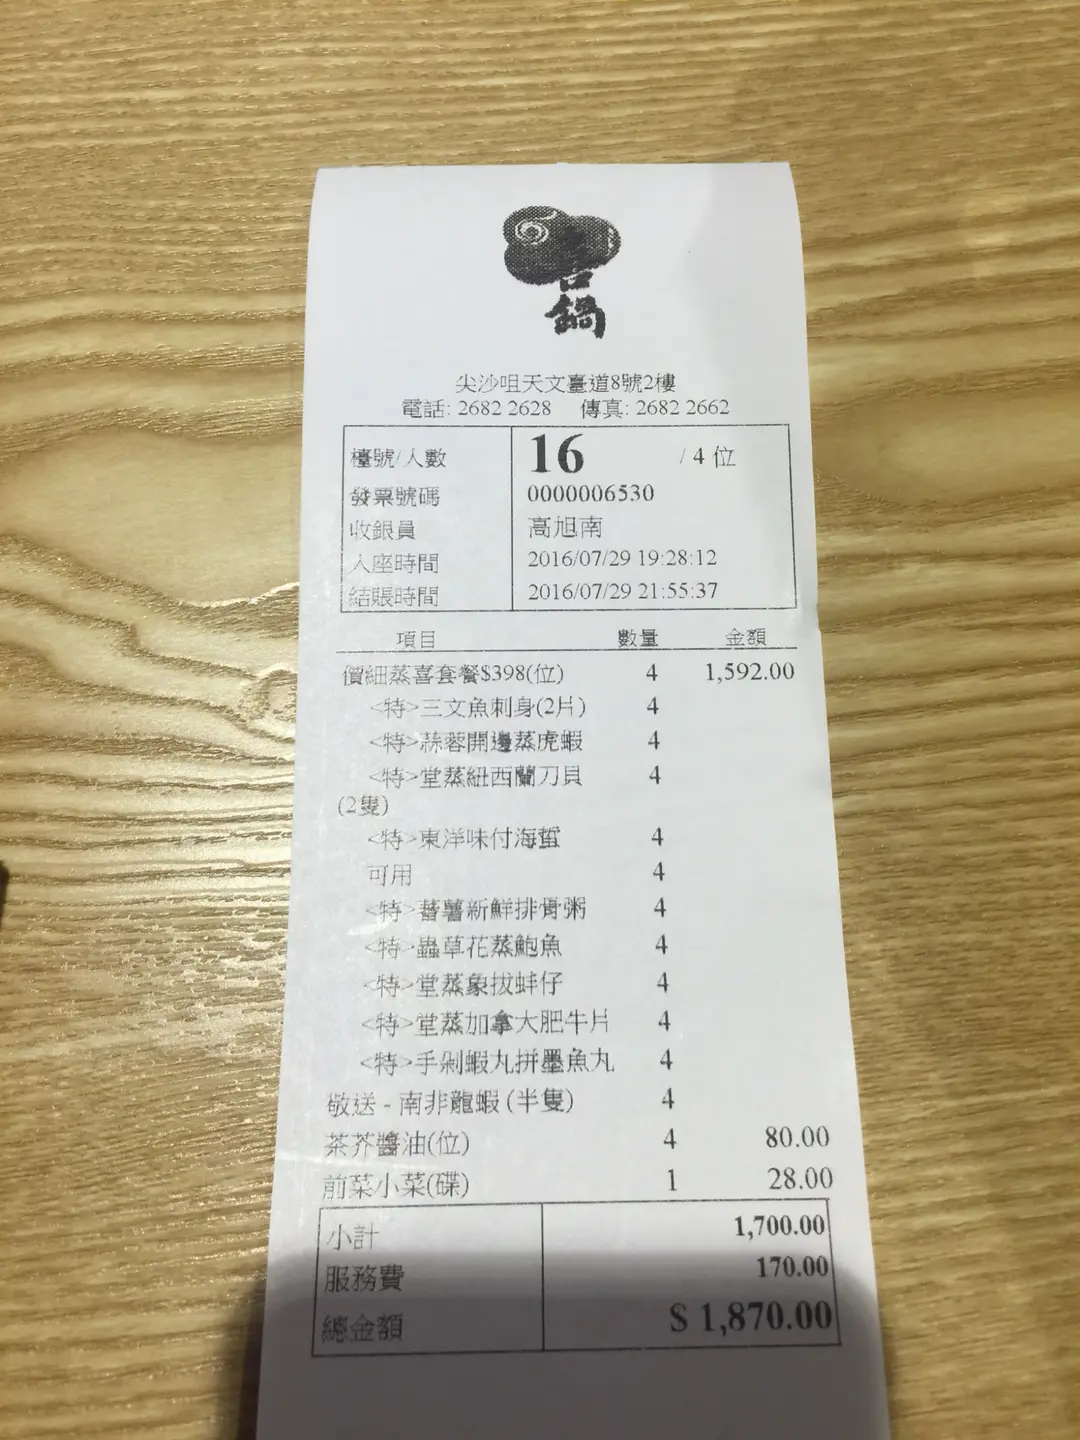 喜
鍋
尖沙咀天文臺道8號2樓
電話: 2682 2628 傳真: 2682 2662
檯號/人數 16 / 4 位
發票號碼 0000006530
收銀員 高旭南
入座時間 2016/07/29 19:28:12
結賬時間 2016/07/29 21:55:37
項目 數量 金額
價細蒸喜套餐$398(位) 4 1,592.00
<特>三文魚刺身(2片) 4
<特>蒜蓉開邊蒸虎蝦 4
<特>堂蒸紐西蘭刀貝 4
(2隻)
<特>東洋味付海蜇 4
可用 4
<特>蕃薯新鮮排骨粥 4
<特>蟲草花蒸鮑魚 4
<特>堂蒸象拔蚌仔 4
<特>堂蒸加拿大肥牛片 4
<特>手剁蝦丸拼墨魚丸 4
敬送 - 南非龍蝦 (半隻) 4
茶芥醬油(位) 4 80.00
前菜小菜(碟) 1 28.00
小計 1,700.00
服務費 170.00
總金額 $ 1,870.00